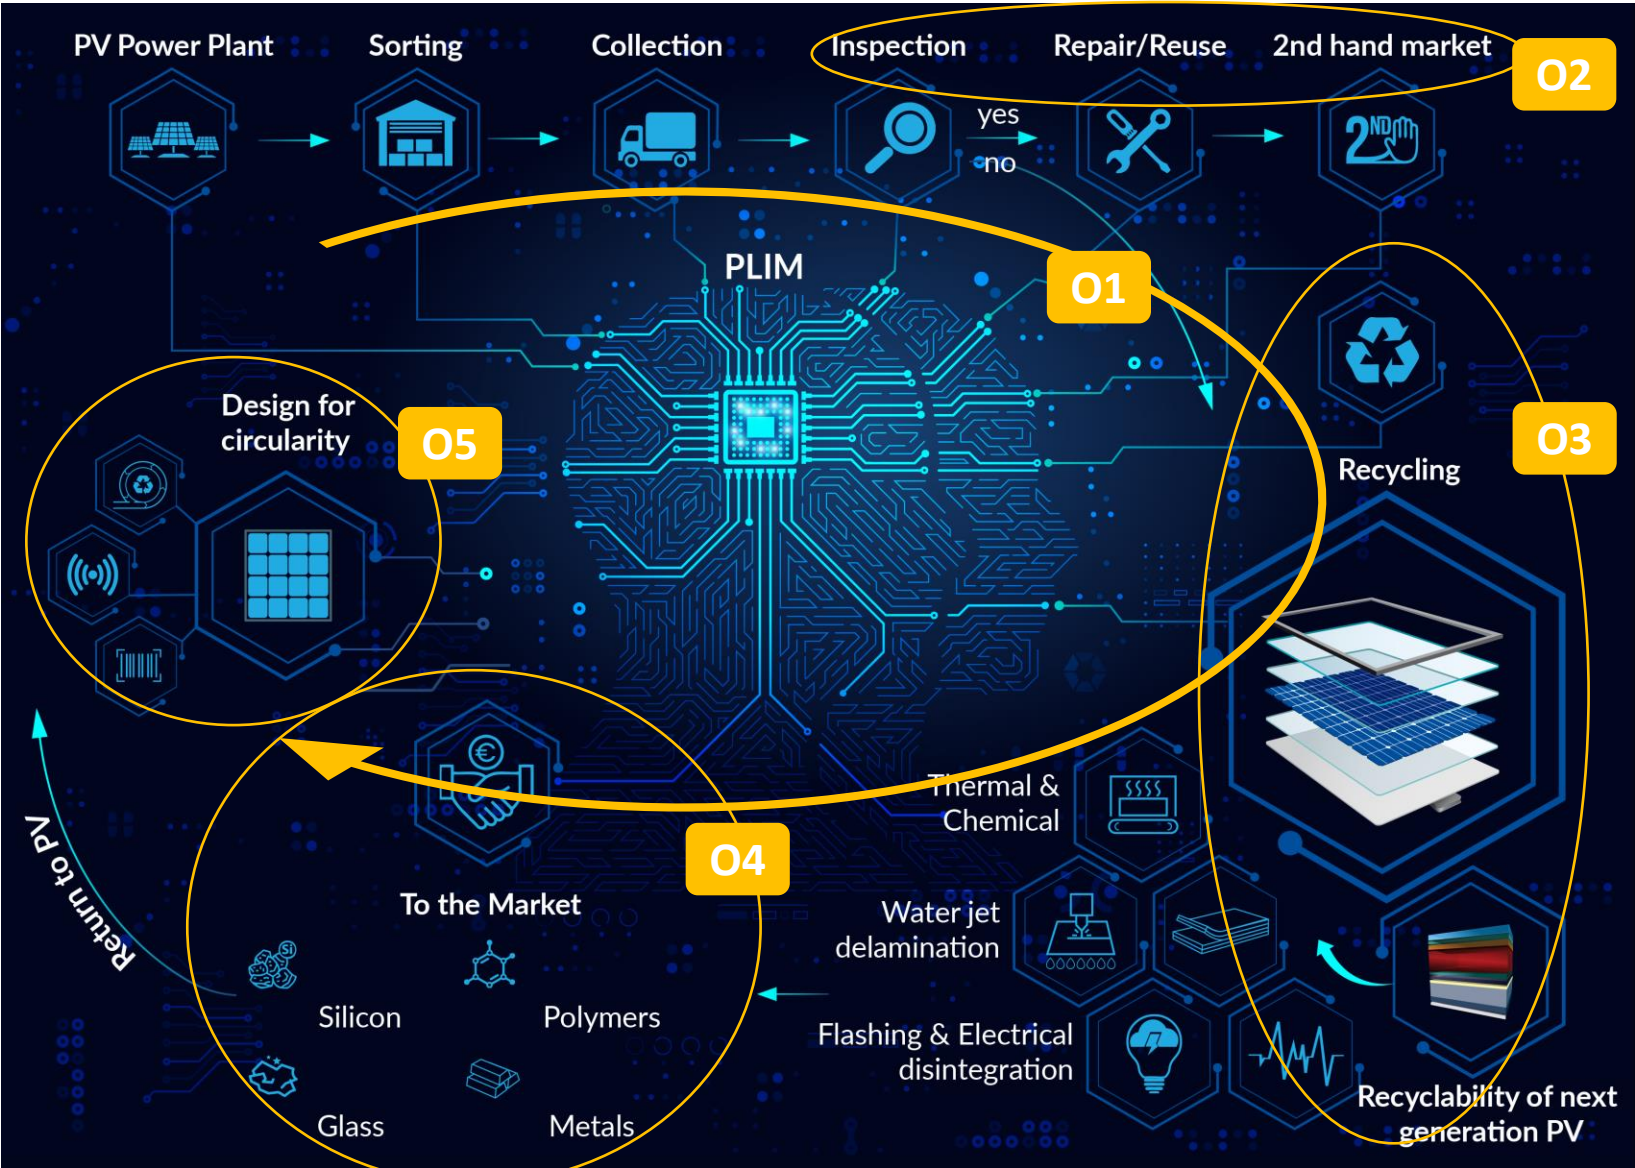 PV Power Plant
Sorting
Collection
Inspection
Repair/Reuse
2nd hand market
O2
yes
no
2ND
PLIM
O1
Design for
circularity
O5
O3
Recycling
€
Thermal &
Chemical
O4
To the Market
Water jet
delamination
Return to PV
Si
Silicon
Polymers
Flashing & Electrical
disintegration
Glass
Metals
Recyclability of next
generation PV